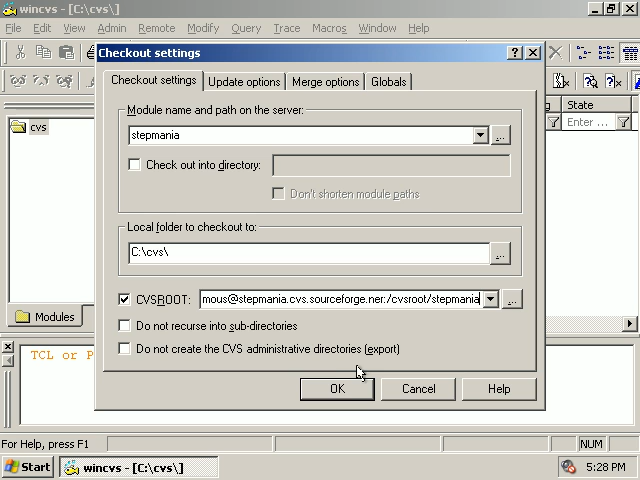 wincvs - [C:\cvs\]
File Edit View Admin Remote Modify Query Trace Macros Window Help
Checkout settings
Checkout settings Update options Merge options Globals
Module name and path on the server:
stepmania
...
Check out into directory:
Don't shorten module paths
Local folder to checkout to:
C:\cvs\
...
CVSROOT: mous@stepmania.cvs.sourceforge.ner:/cvsroot/stepmania
...
Do not recurse into sub-directories
Do not create the CVS administrative directories (export)
OK Cancel Help
cvs
State
Enter ...
Modules
TCL or P
For Help, press F1
NUM
Start
wincvs - [C:\cvs\]
5:28 PM